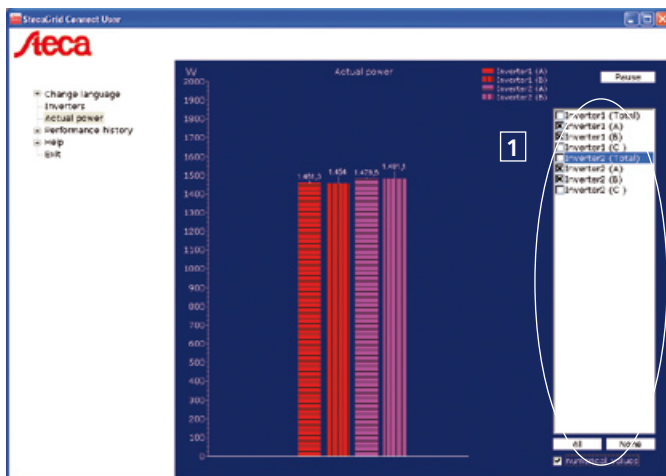 StecaGrid Connect User
Steca
Change language
Inverters
Actual power
Performance history
Help
Exit
W
Actual power
Inverter1 (A)
Inverter1 (B)
Inverter2 (A)
Inverter2 (B)
Pause
2000
1900
1800
1700
1600
1500
1400
1300
1200
1100
1000
900
800
700
600
500
400
300
200
100
0
1.454
1.479,5
1
Inverter1 (Total)
Inverter1 (A)
Inverter1 (B)
Inverter1 (C )
Inverter2 (Total)
Inverter2 (A)
Inverter2 (B)
Inverter2 (C )
All
None
numerical values